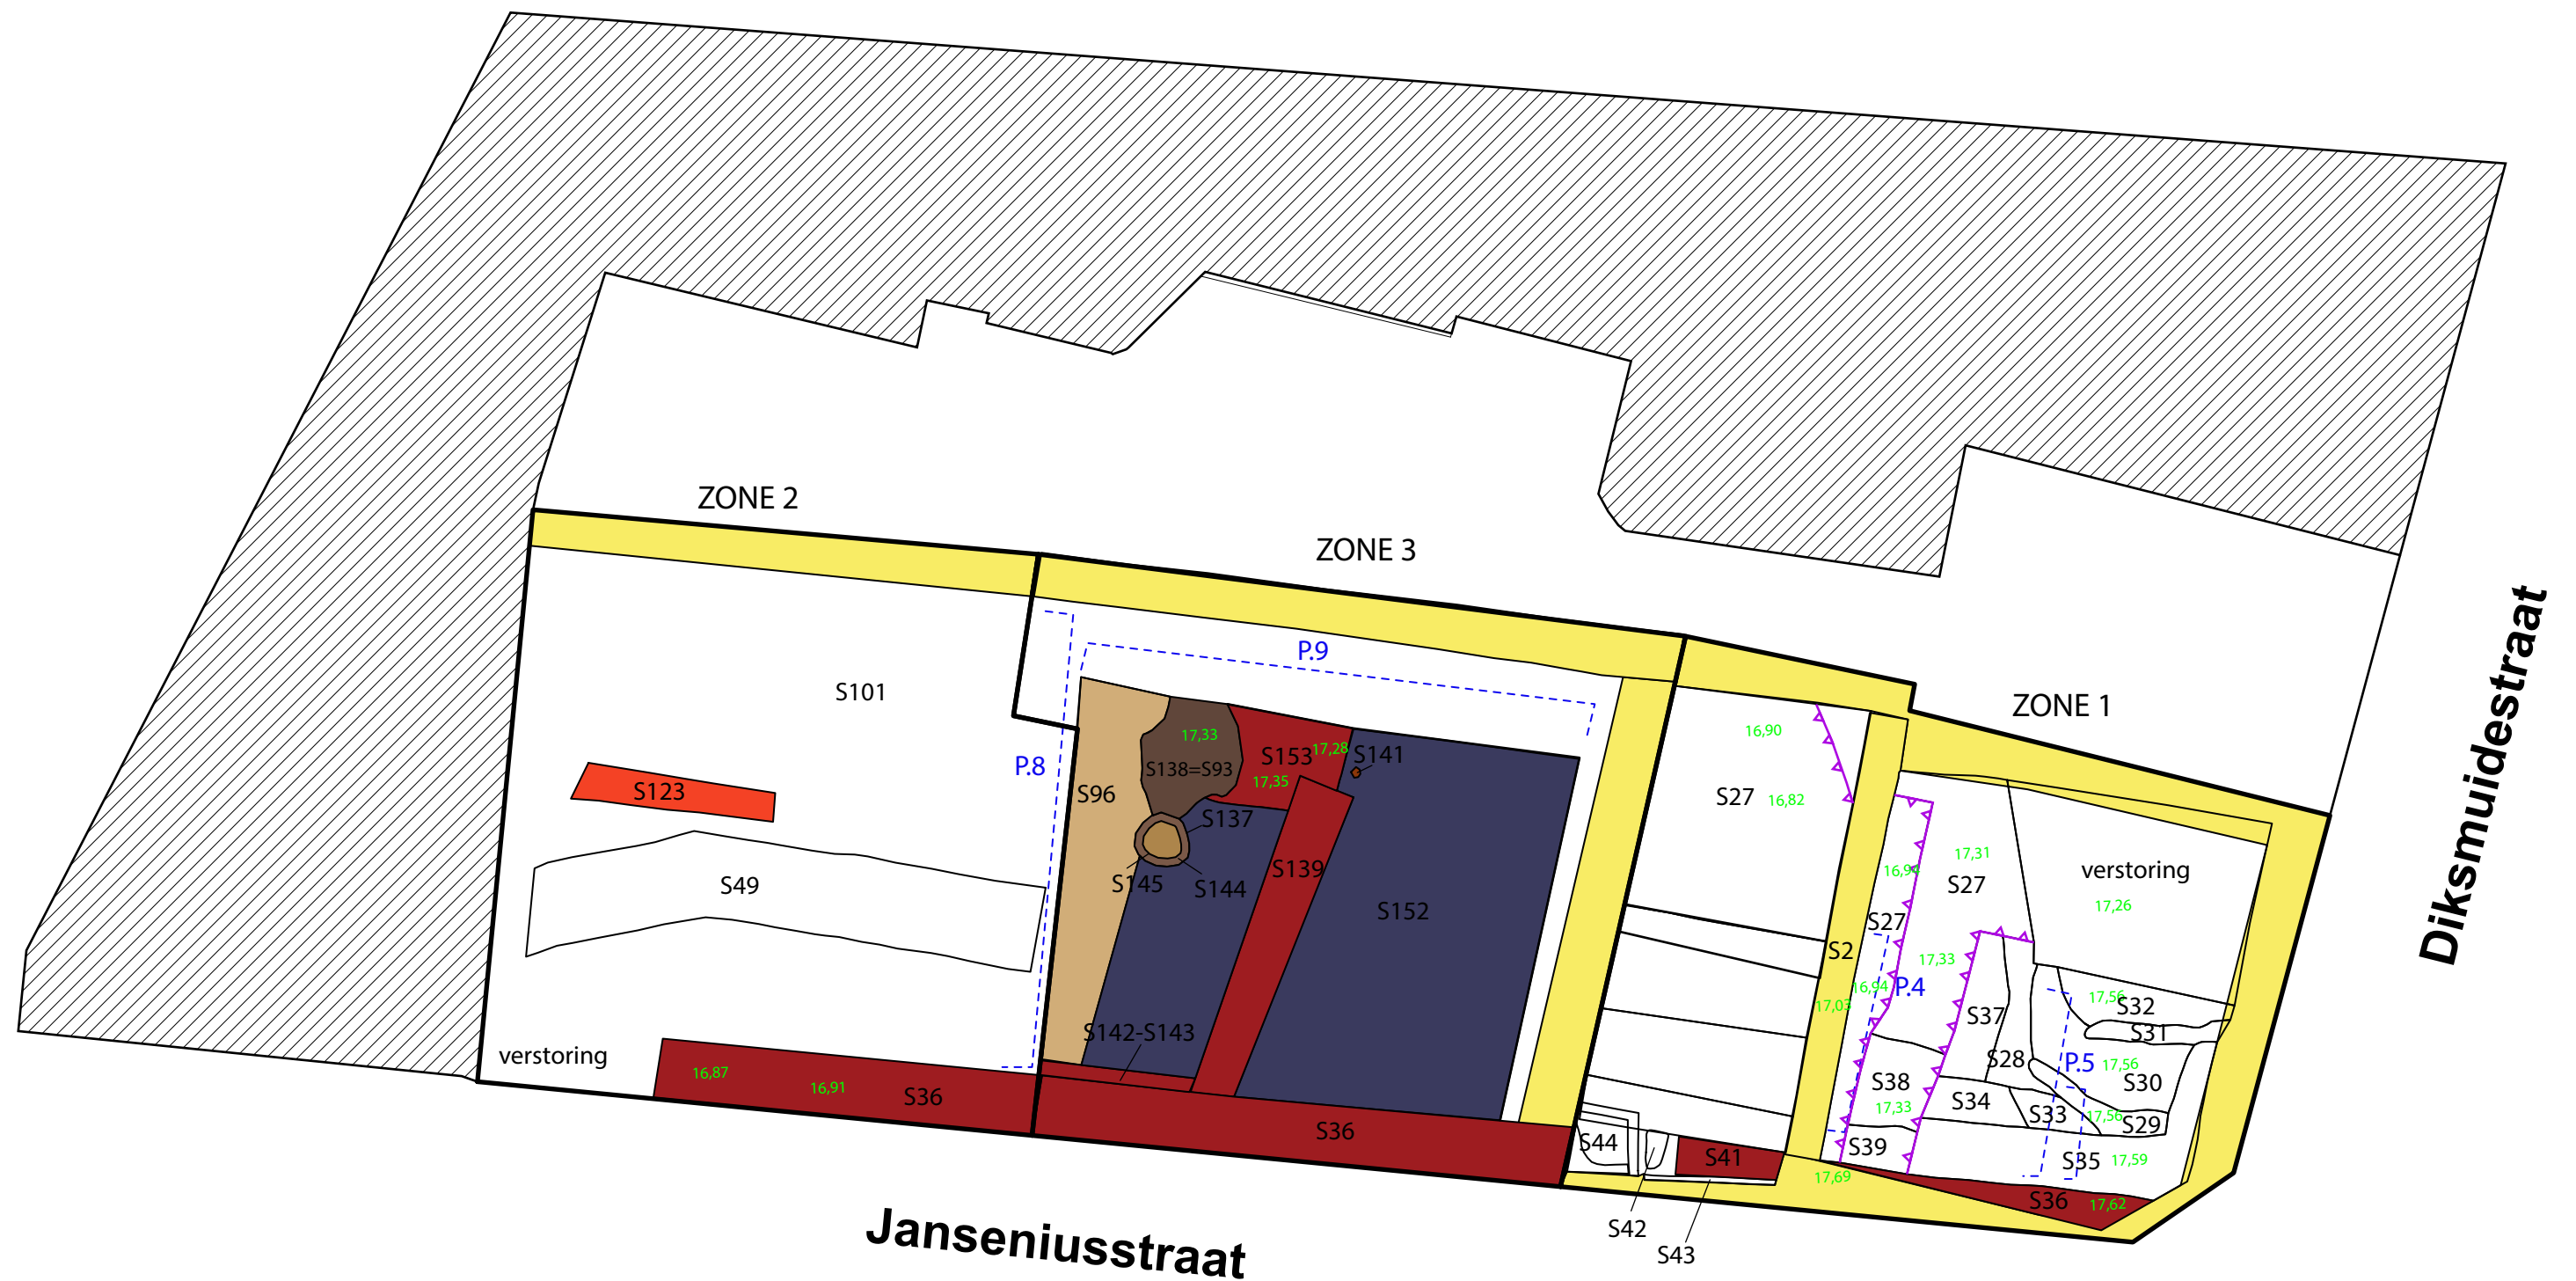 ZONE 2
ZONE 3
ZONE 1
Diksmuidestraat
P.9
S101
P.8
S123
S49
verstoring
16,87
16,91
S36
17,33
S138=S93
S153
17,28
17,35
S141
S96
S137
S139
S145
S144
S152
S142-S143
S36
16,90
S27
16,82
S2
17,03
S27
16,94
P.4
17,31
S27
17,33
verstoring
17,26
S37
17,56
S32
S31
S28
P.5
17,56
S30
S38
17,33
S34
S33
17,56
S29
S39
S35
17,59
S44
S41
17,69
S36
17,62
S42
S43
Janseniusstraat